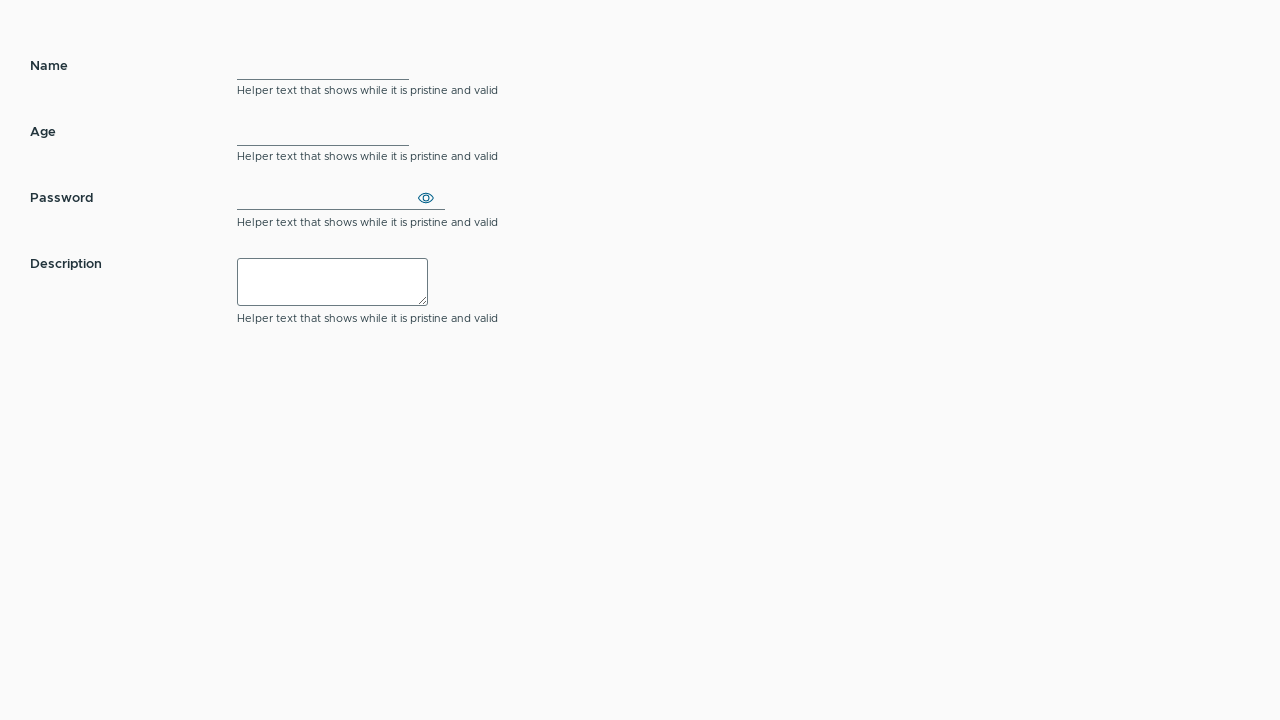 Name
Helper text that shows while it is pristine and valid
Age
Helper text that shows while it is pristine and valid
Password
Helper text that shows while it is pristine and valid
Description
Helper text that shows while it is pristine and valid